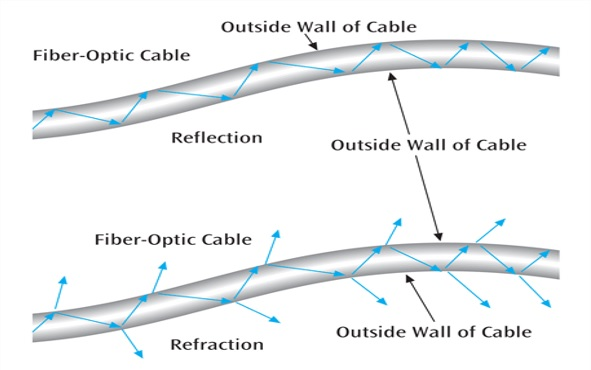 Outside Wall of Cable
Fiber-Optic Cable
Reflection
Outside Wall of Cable
Fiber-Optic Cable
Outside Wall of Cable
Refraction